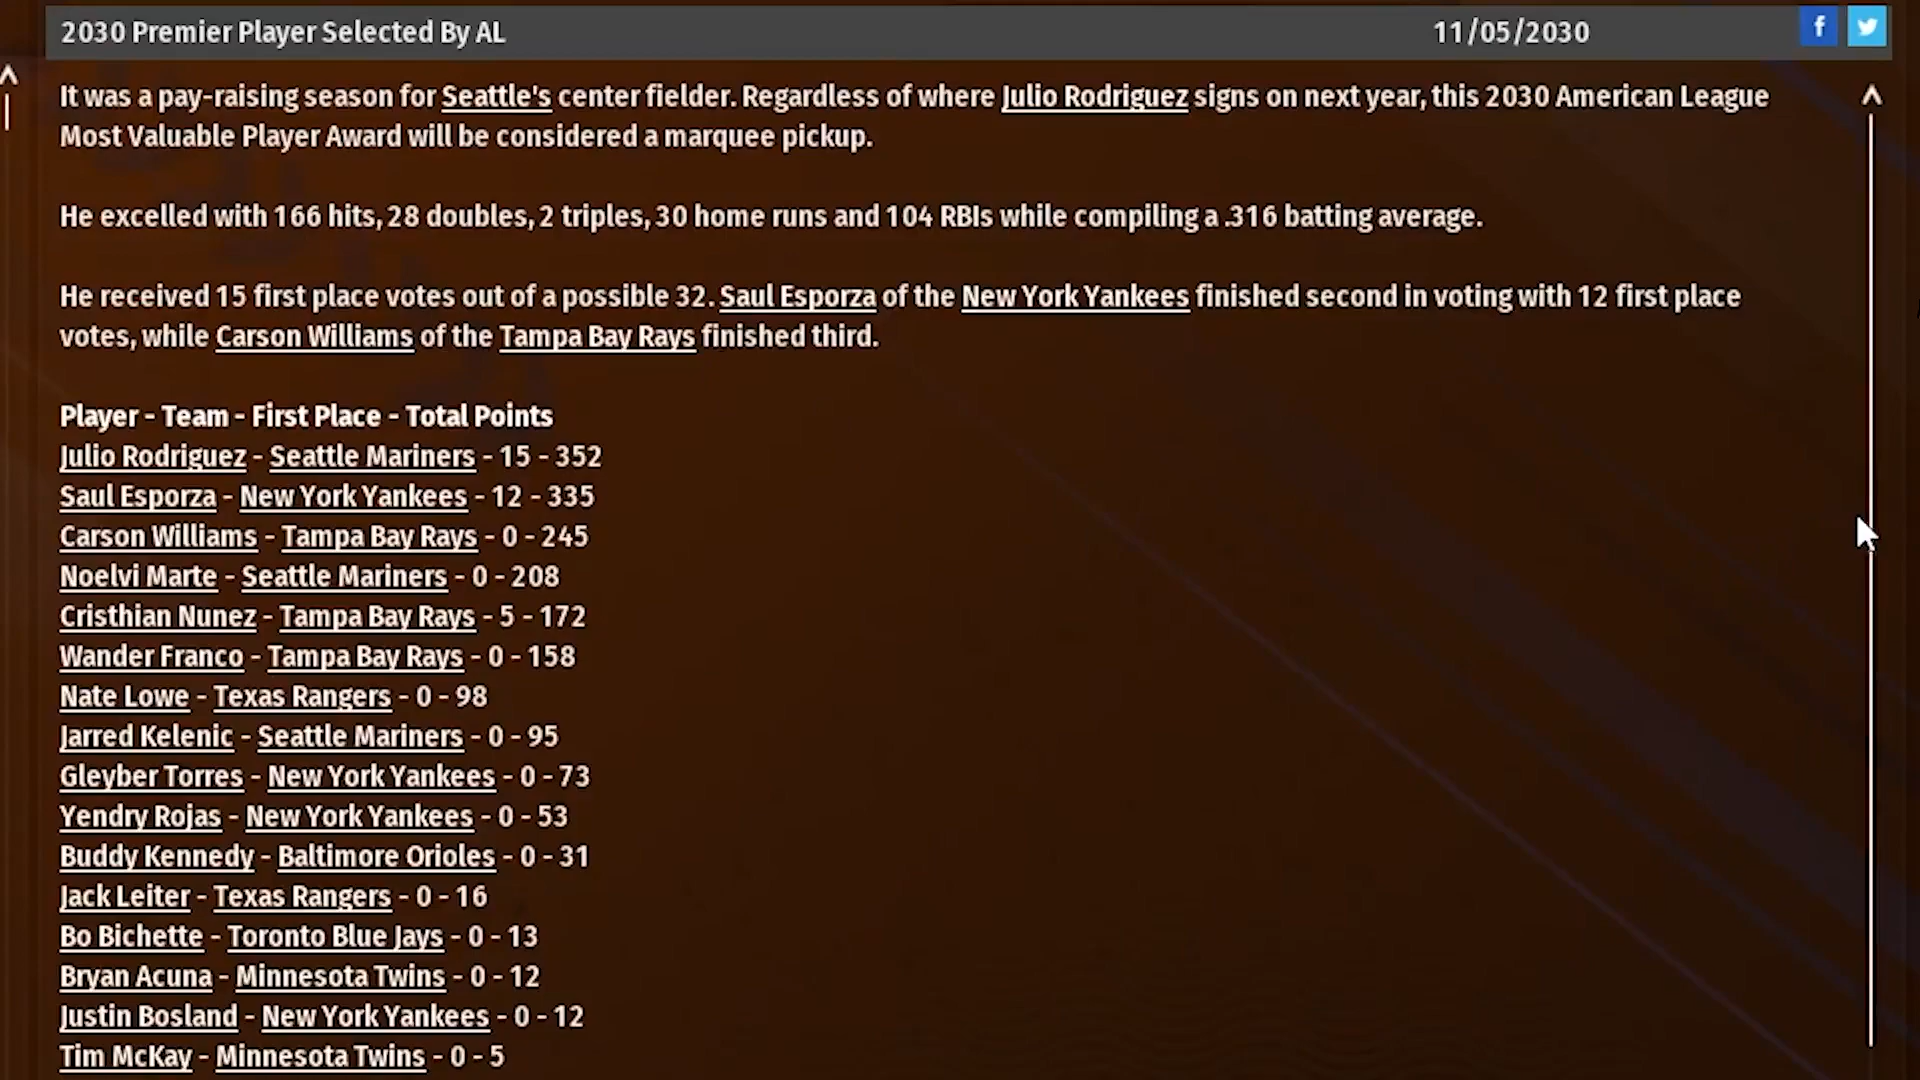 2030 Premier Player Selected By AL 11/05/2030
It was a pay-raising season for Seattle's center fielder. Regardless of where Julio Rodriguez signs on next year, this 2030 American League
Most Valuable Player Award will be considered a marquee pickup.
He excelled with 166 hits, 28 doubles, 2 triples, 30 home runs and 104 RBIs while compiling a .316 batting average.
He received 15 first place votes out of a possible 32. Saul Esporza of the New York Yankees finished second in voting with 12 first place
votes, while Carson Williams of the Tampa Bay Rays finished third.
Player - Team - First Place - Total Points
Julio Rodriguez - Seattle Mariners - 15 - 352
Saul Esporza - New York Yankees - 12 - 335
Carson Williams - Tampa Bay Rays - 0 - 245
Noelvi Marte - Seattle Mariners - 0 - 208
Cristhian Nunez - Tampa Bay Rays - 5 - 172
Wander Franco - Tampa Bay Rays - 0 - 158
Nate Lowe - Texas Rangers - 0 - 98
Jarred Kelenic - Seattle Mariners - 0 - 95
Gleyber Torres - New York Yankees - 0 - 73
Yendry Rojas - New York Yankees - 0 - 53
Buddy Kennedy - Baltimore Orioles - 0 - 31
Jack Leiter - Texas Rangers - 0 - 16
Bo Bichette - Toronto Blue Jays - 0 - 13
Bryan Acuna - Minnesota Twins - 0 - 12
Justin Bosland - New York Yankees - 0 - 12
Tim McKay - Minnesota Twins - 0 - 5